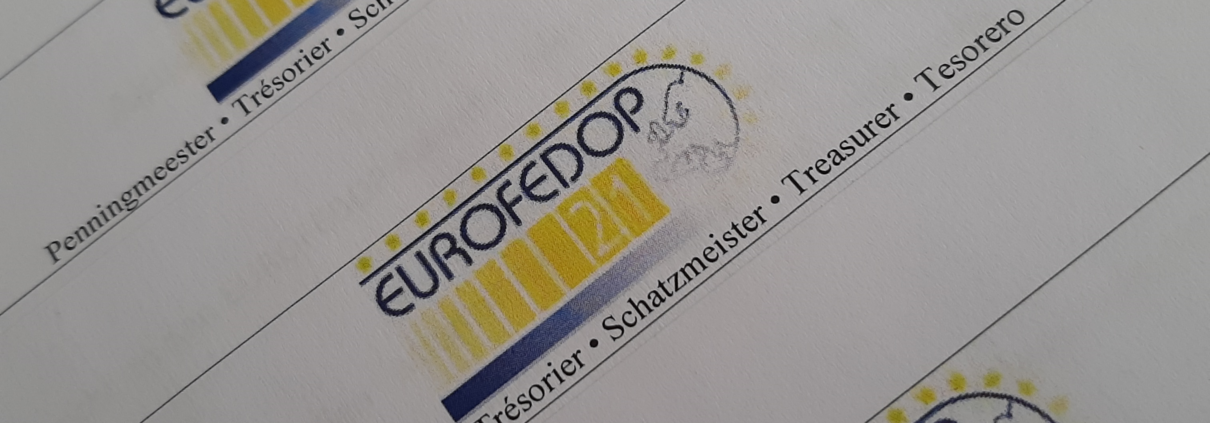 Penningmeester • Trésorier • Sch
EUROFEDOP
21
Trésorier • Schatzmeister • Treasurer • Tesorero